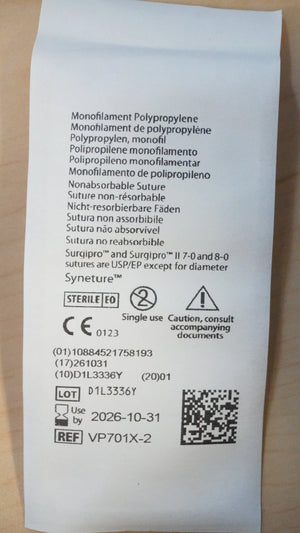 Monofilament Polypropylene
Monofilament de polypropylène
Polypropylen, monofil
Polipropilene monofilamento
Polipropileno monofilamentar
Monofilamento de polipropileno
Nonabsorbable Suture
Suture non-résorbable
Nicht-resorbierbare Fäden
Sutura non assorbibile
Sutura não absorvível
Sutura no reabsorbible
Surgipro™ and Surgipro™ II 7-0 and 8-0
sutures are USP/EP except for diameter
Syneture™
STERILE EO
2
Single use
Caution, consult
accompanying
documents
CE 0123
(01)10884521758193
(17)261031
(10)D1L3336Y (20)01
LOT D1L3336Y
Use
by 2026-10-31
REF VP701X-2